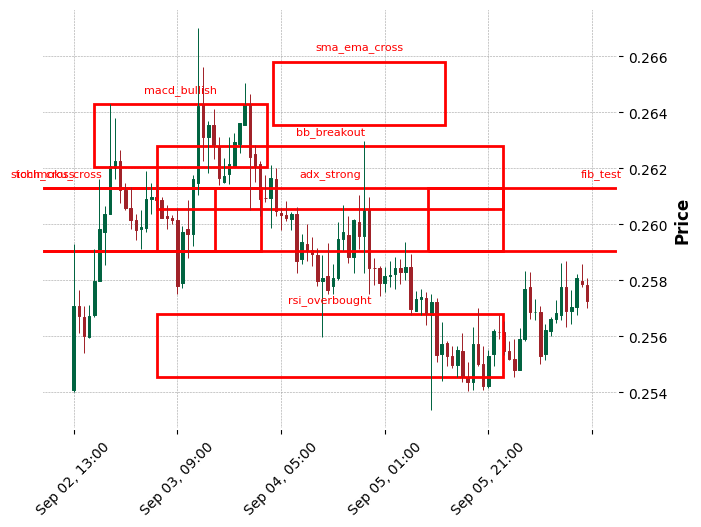 sma_ema_cross
0.266
macd_bullish
0.264
bb_breakout
0.262
adx_strong
fib_test
0.260
Price
0.258
rsi_overbought
0.256
0.254
Sep 02, 13:00
Sep 03, 09:00
Sep 04, 05:00
Sep 05, 01:00
Sep 05, 21:00